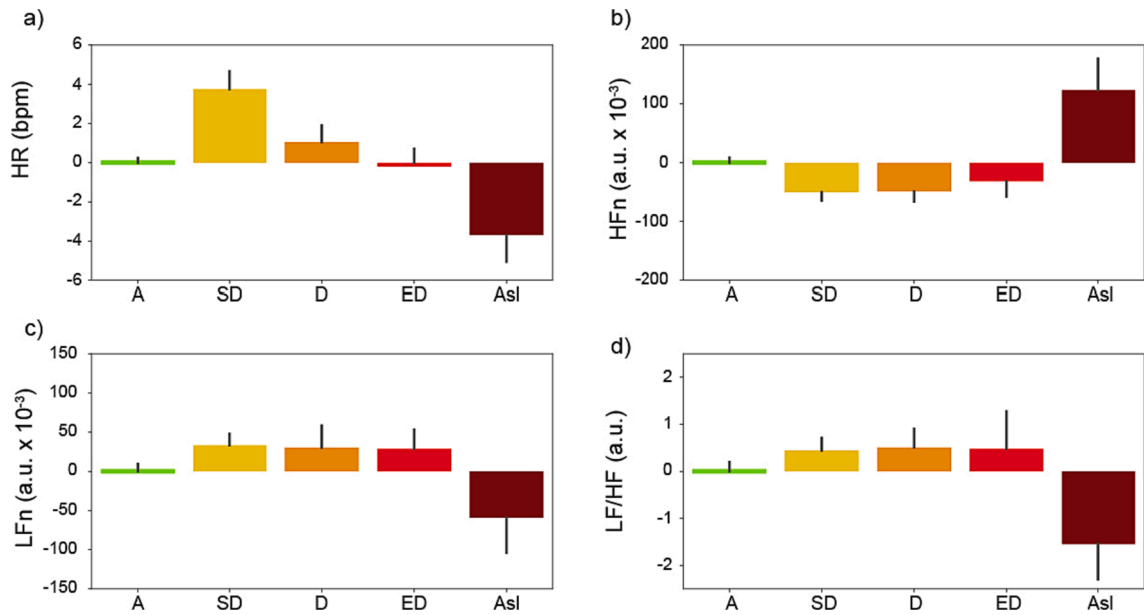 a)
HR (bpm)
6
4
2
0
-2
-4
-6
A SD D ED Asl
b)
HFn (a.u. x 10⁻³)
200
100
0
-100
-200
A SD D ED Asl
c)
LFn (a.u. x 10⁻³)
150
100
50
0
-50
-100
-150
A SD D ED Asl
d)
LF/HF (a.u.)
2
1
0
-1
-2
A SD D ED Asl